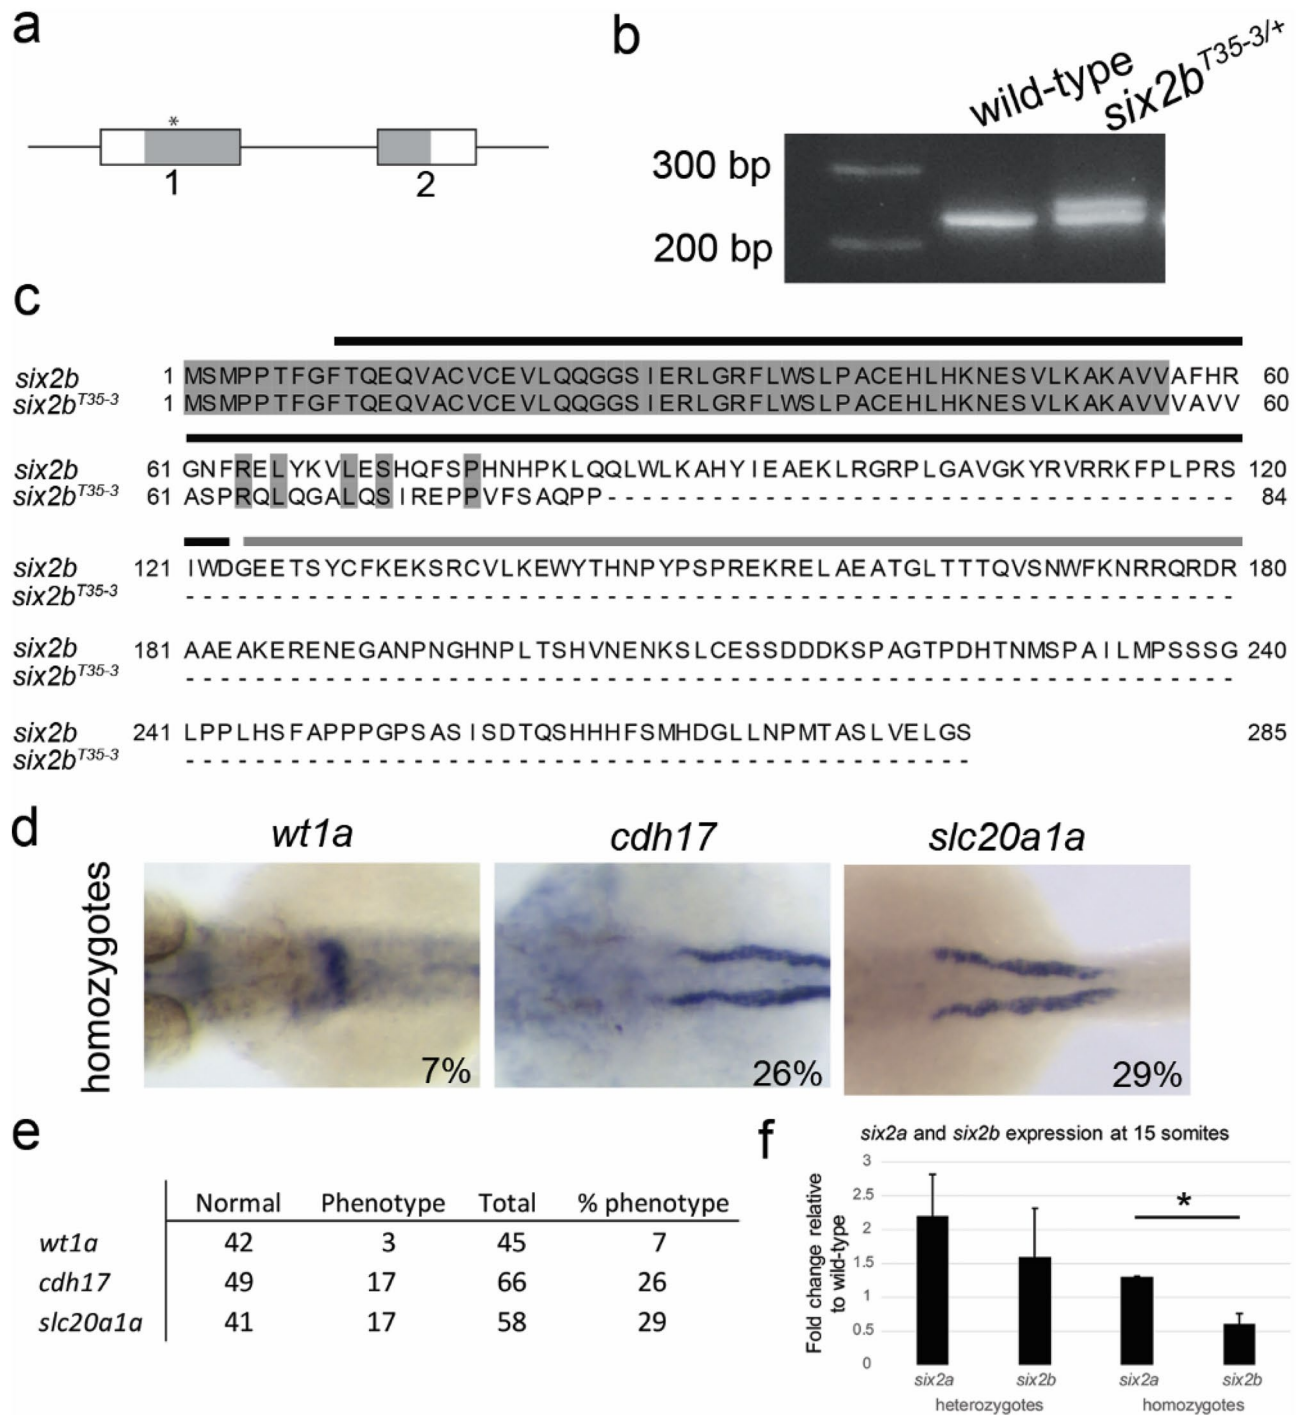 a
*
1
2
b
wild-type
six2b^T35-3/+
300 bp
200 bp
c
six2b 1 MSMPPTFGFTQEQVACVCEVLQQGGSIERLGRFLWSLPACEHLHKNESVLKAKAVVAFHR 60
six2b^T35-3 1 MSMPPTFGFTQEQVACVCEVLQQGGSIERLGRFLWSLPACEHLHKNESVLKAKAVVVAVV 60
six2b 61 GNFRELYKVLESHQFSPHNHPKLQQLWLKAHYIEAEKLRGRPLGAVGKYRVRRKFPLPRS 120
six2b^T35-3 61 ASPRQLQGALQSIREPPVFSAQPP------------------------------------ 84
six2b 121 IWDGEETSYCFKEKSRCVLKEWYTHNPYPSPREKRELAEATGLTTTQVSNWFKNRRQRDR 180
six2b^T35-3 ------------------------------------------------------------
six2b 181 AAEAKERENEGANPNGHNPLTSHVNENKSLCESSDDDKSPAGTPDHTNMSPAILMPSSSG 240
six2b^T35-3 ------------------------------------------------------------
six2b 241 LPPLHSFAPPPGPSASISDTQSHHHFSMHDGLLNPMTASLVELGS 285
six2b^T35-3 ---------------------------------------------
d
wt1a cdh17 slc20a1a
homozygotes
7% 26% 29%
e
Normal Phenotype Total % phenotype
wt1a 42 3 45 7
cdh17 49 17 66 26
slc20a1a 41 17 58 29
f
six2a and six2b expression at 15 somites
Fold change relative
to wild-type
3
2.5
2
1.5
1
0.5
0
*
six2a six2b six2a six2b
heterozygotes homozygotes